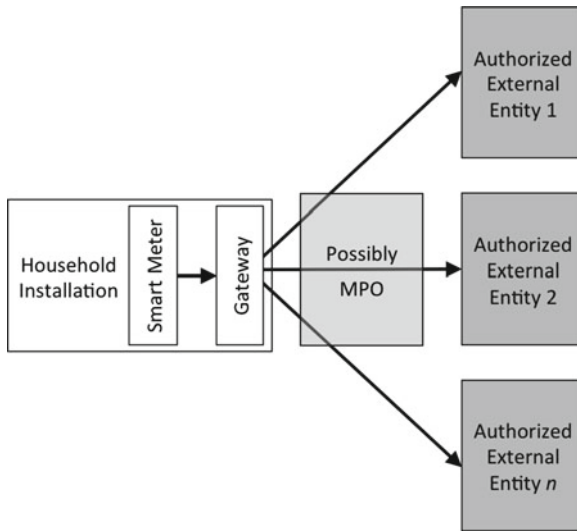 Authorized
External
Entity 1
Household
Installation
Smart Meter
Gateway
Possibly
MPO
Authorized
External
Entity 2
Authorized
External
Entity n